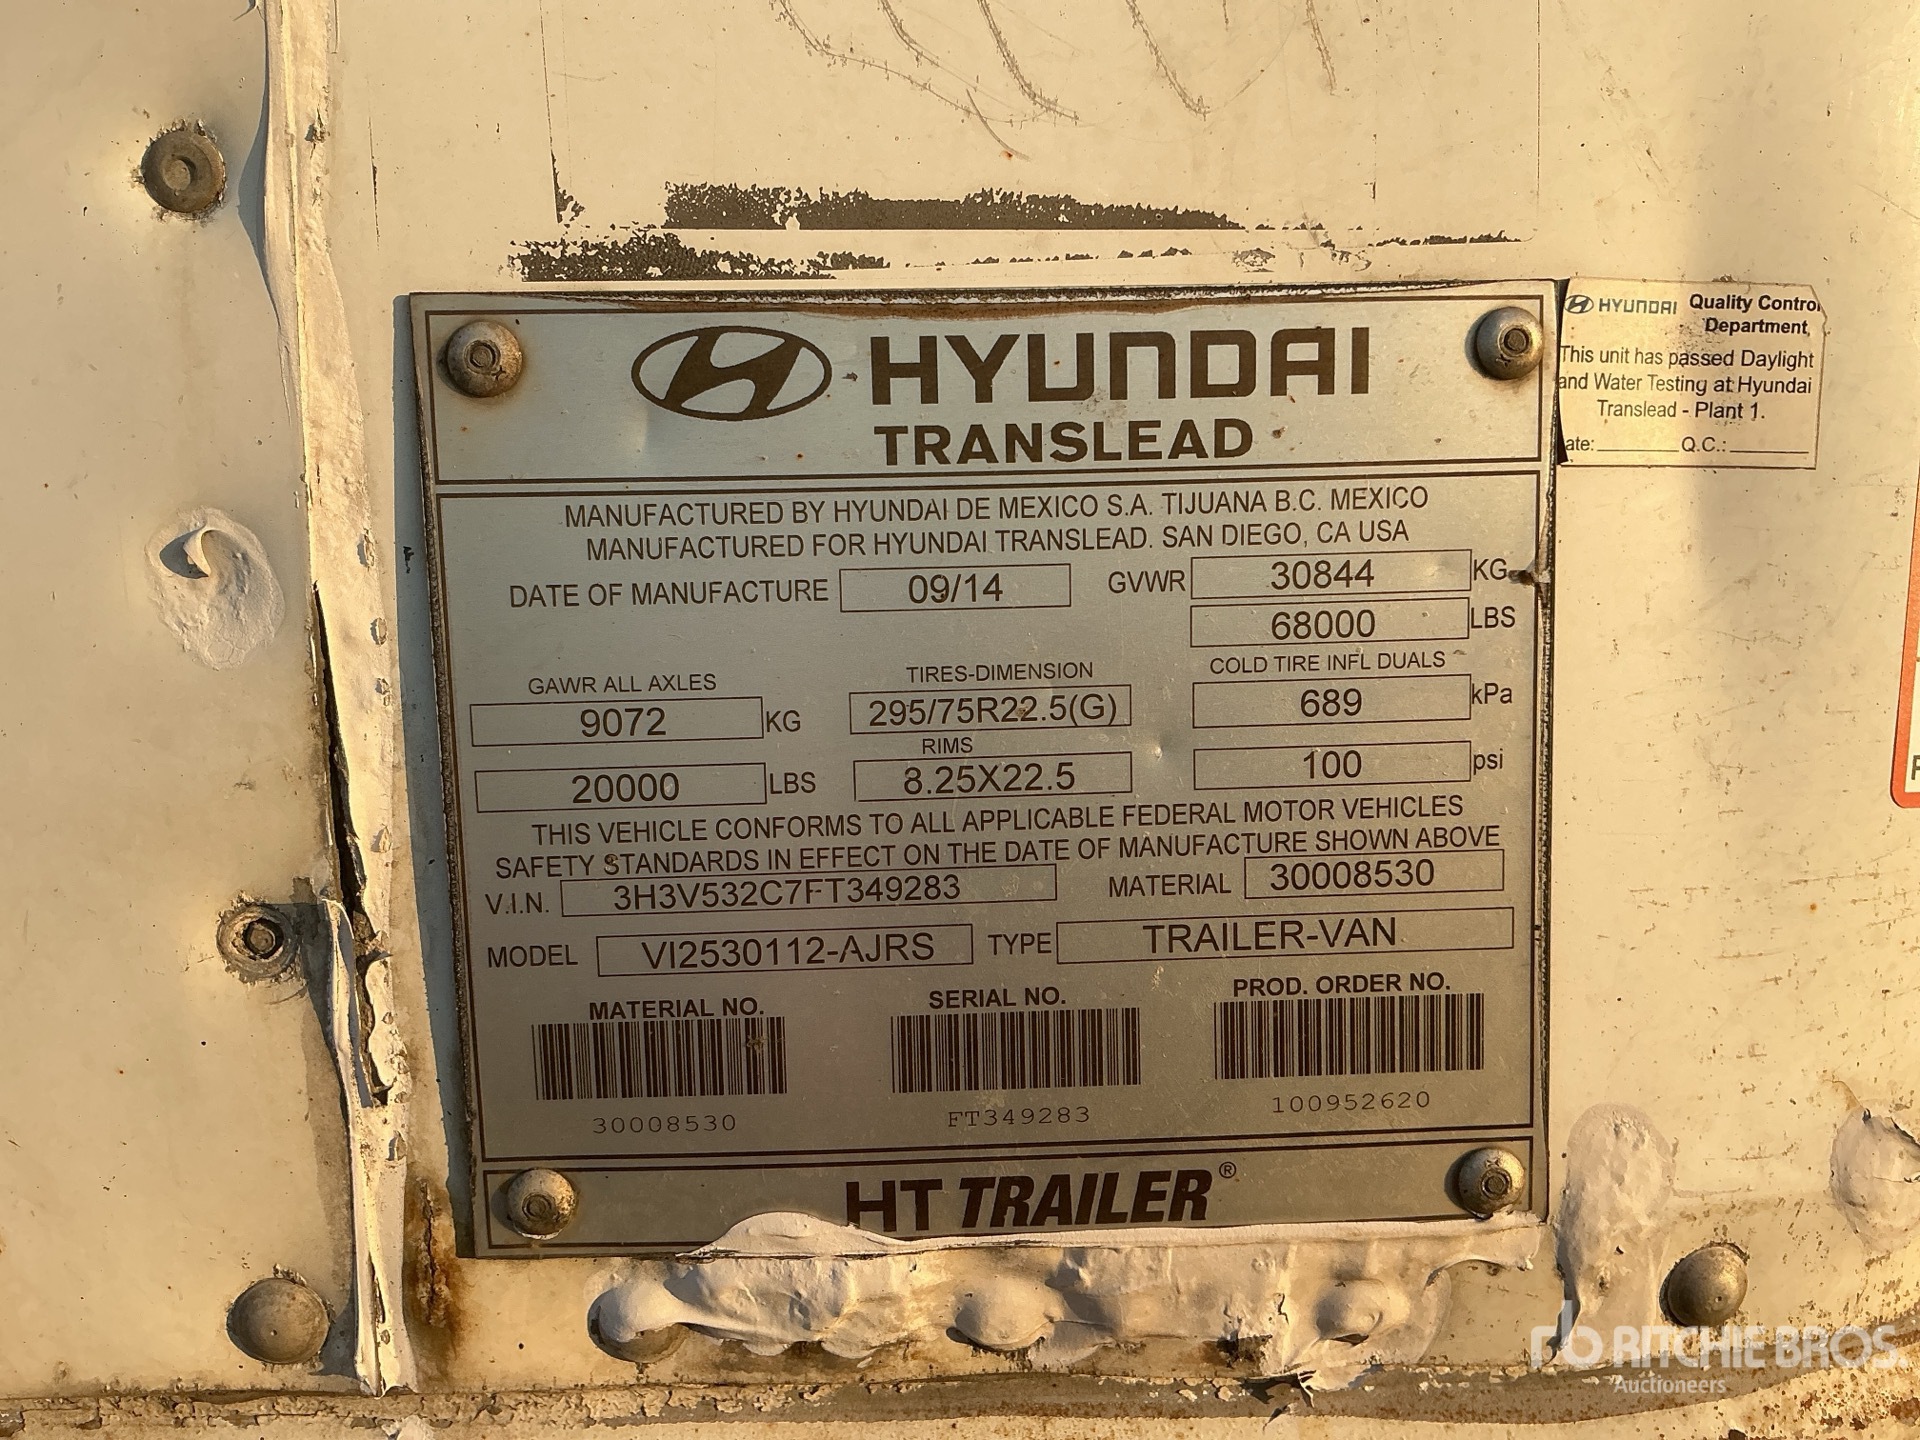 HYUNDAI
TRANSLEAD
MANUFACTURED BY HYUNDAI DE MEXICO S.A. TIJUANA B.C. MEXICO
MANUFACTURED FOR HYUNDAI TRANSLEAD. SAN DIEGO, CA USA
DATE OF MANUFACTURE 09/14 GVWR 30844 KG
68000 LBS
GAWR ALL AXLES TIRES-DIMENSION COLD TIRE INFL DUALS
9072 KG 295/75R22.5(G) 689 kPa
RIMS
20000 LBS 8.25X22.5 100 psi
THIS VEHICLE CONFORMS TO ALL APPLICABLE FEDERAL MOTOR VEHICLES
SAFETY STANDARDS IN EFFECT ON THE DATE OF MANUFACTURE SHOWN ABOVE
V.I.N. 3H3V532C7FT349283 MATERIAL 30008530
MODEL VI2530112-AJRS TYPE TRAILER-VAN
MATERIAL NO. SERIAL NO. PROD. ORDER NO.
30008530 FT349283 100952620
HT TRAILER®
HYUNDAI Quality Control
Department,
This unit has passed Daylight
and Water Testing at Hyundai
Translead - Plant 1.
ate: Q.C.:
rb RITCHIE BROS.
Auctioneers